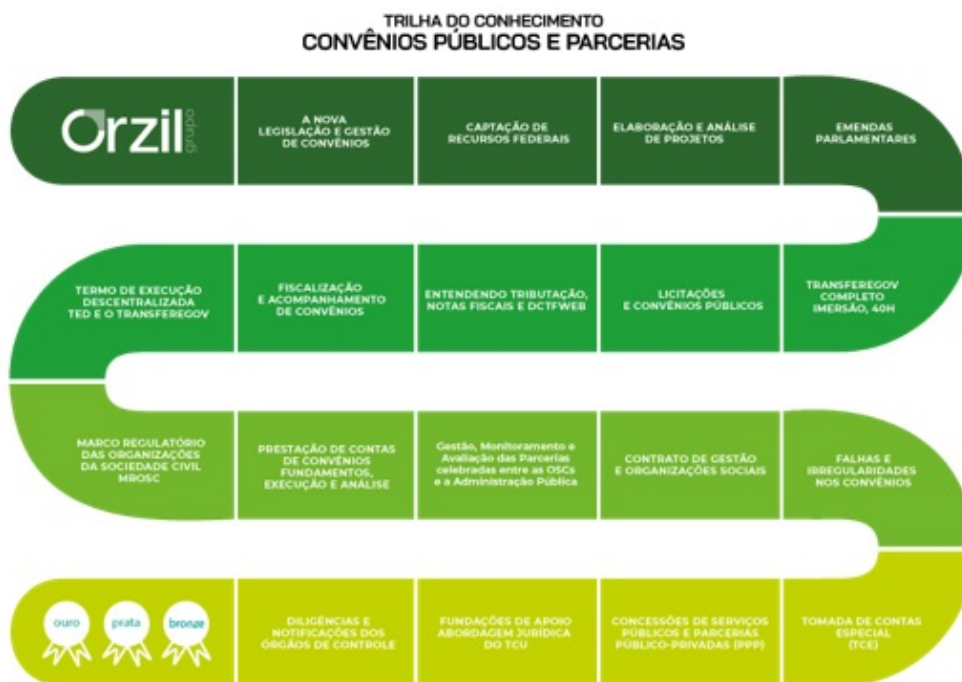 TRILHA DO CONHECIMENTO
CONVÊNIOS PÚBLICOS E PARCERIAS
Orzil
grupo
A NOVA
LEGISLAÇÃO E GESTÃO
DE CONVÊNIOS
CAPTAÇÃO DE
RECURSOS FEDERAIS
ELABORAÇÃO E ANÁLISE
DE PROJETOS
EMENDAS
PARLAMENTARES
TRANSFEREGOV
COMPLETO
IMERSÃO, 40H
LICITAÇÕES
E CONVÊNIOS PÚBLICOS
ENTENDENDO TRIBUTAÇÃO,
NOTAS FISCAIS E DCTFWEB
FISCALIZAÇÃO
E ACOMPANHAMENTO
DE CONVÊNIOS
TERMO DE EXECUÇÃO
DESCENTRALIZADA
TED E O TRANSFEREGOV
MARCO REGULATÓRIO
DAS ORGANIZAÇÕES
DA SOCIEDADE CIVIL
MROSC
PRESTAÇÃO DE CONTAS
DE CONVÊNIOS
FUNDAMENTOS,
EXECUÇÃO E ANÁLISE
Gestão, Monitoramento e
Avaliação das Parcerias
celebradas entre as OSCs
e a Administração Pública
CONTRATO DE GESTÃO
E ORGANIZAÇÕES SOCIAIS
FALHAS E
IRREGULARIDADES
NOS CONVÊNIOS
TOMADA DE CONTAS
ESPECIAL
(TCE)
CONCESSÕES DE SERVIÇOS
PÚBLICOS E PARCERIAS
PÚBLICO-PRIVADAS (PPP)
FUNDAÇÕES DE APOIO
ABORDAGEM JURÍDICA
DO TCU
DILIGÊNCIAS E
NOTIFICAÇÕES DOS
ÓRGÃOS DE CONTROLE
ouro
prata
bronze